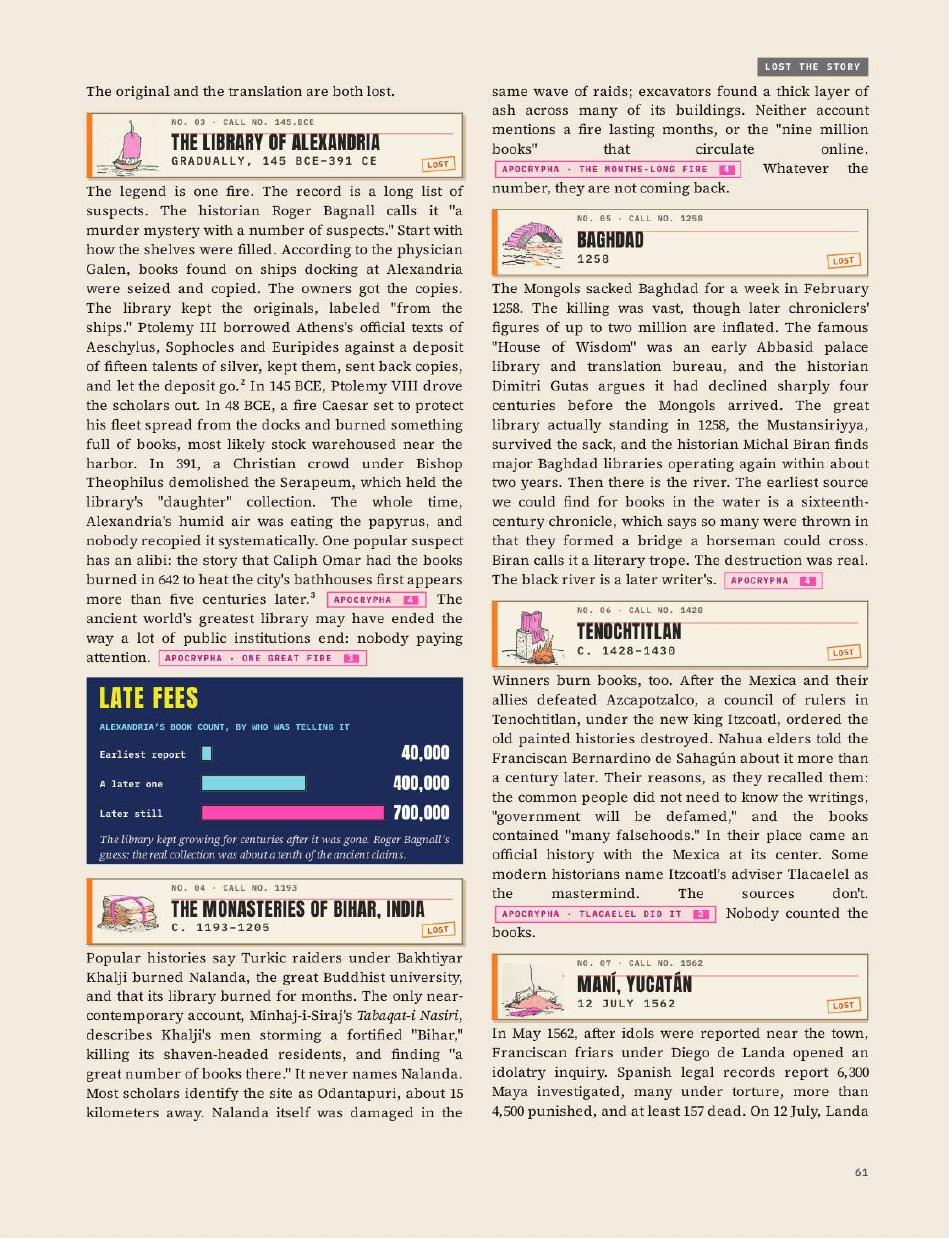 LOST THE STORY
The original and the translation are both lost.
NO. 03 · CALL NO. 145.BCE
THE LIBRARY OF ALEXANDRIA
GRADUALLY, 145 BCE–391 CE
LOST
The legend is one fire. The record is a long list of
suspects. The historian Roger Bagnall calls it "a
murder mystery with a number of suspects." Start with
how the shelves were filled. According to the physician
Galen, books found on ships docking at Alexandria
were seized and copied. The owners got the copies.
The library kept the originals, labeled "from the
ships." Ptolemy III borrowed Athens's official texts of
Aeschylus, Sophocles and Euripides against a deposit
of fifteen talents of silver, kept them, sent back copies,
and let the deposit go.² In 145 BCE, Ptolemy VIII drove
the scholars out. In 48 BCE, a fire Caesar set to protect
his fleet spread from the docks and burned something
full of books, most likely stock warehoused near the
harbor. In 391, a Christian crowd under Bishop
Theophilus demolished the Serapeum, which held the
library's "daughter" collection. The whole time,
Alexandria's humid air was eating the papyrus, and
nobody recopied it systematically. One popular suspect
has an alibi: the story that Caliph Omar had the books
burned in 642 to heat the city's bathhouses first appears
more than five centuries later.³ APOCRYPHA 4 The
ancient world's greatest library may have ended the
way a lot of public institutions end: nobody paying
attention. APOCRYPHA · ONE GREAT FIRE 3
LATE FEES
ALEXANDRIA'S BOOK COUNT, BY WHO WAS TELLING IT
Earliest report 40,000
A later one 400,000
Later still 700,000
The library kept growing for centuries after it was gone. Roger Bagnall's
guess: the real collection was about a tenth of the ancient claims.
NO. 04 · CALL NO. 1193
THE MONASTERIES OF BIHAR, INDIA
C. 1193–1205
LOST
Popular histories say Turkic raiders under Bakhtiyar
Khalji burned Nalanda, the great Buddhist university,
and that its library burned for months. The only near-
contemporary account, Minhaj-i-Siraj's Tabaqat-i Nasiri,
describes Khalji's men storming a fortified "Bihar,"
killing its shaven-headed residents, and finding "a
great number of books there." It never names Nalanda.
Most scholars identify the site as Odantapuri, about 15
kilometers away. Nalanda itself was damaged in the
same wave of raids; excavators found a thick layer of
ash across many of its buildings. Neither account
mentions a fire lasting months, or the "nine million
books" that circulate online.
APOCRYPHA · THE MONTHS-LONG FIRE 4 Whatever the
number, they are not coming back.
NO. 05 · CALL NO. 1258
BAGHDAD
1258
LOST
The Mongols sacked Baghdad for a week in February
1258. The killing was vast, though later chroniclers'
figures of up to two million are inflated. The famous
"House of Wisdom" was an early Abbasid palace
library and translation bureau, and the historian
Dimitri Gutas argues it had declined sharply four
centuries before the Mongols arrived. The great
library actually standing in 1258, the Mustansiriyya,
survived the sack, and the historian Michal Biran finds
major Baghdad libraries operating again within about
two years. Then there is the river. The earliest source
we could find for books in the water is a sixteenth-
century chronicle, which says so many were thrown in
that they formed a bridge a horseman could cross.
Biran calls it a literary trope. The destruction was real.
The black river is a later writer's. APOCRYPHA 4
NO. 06 · CALL NO. 1428
TENOCHTITLAN
C. 1428–1430
LOST
Winners burn books, too. After the Mexica and their
allies defeated Azcapotzalco, a council of rulers in
Tenochtitlan, under the new king Itzcoatl, ordered the
old painted histories destroyed. Nahua elders told the
Franciscan Bernardino de Sahagún about it more than
a century later. Their reasons, as they recalled them:
the common people did not need to know the writings,
"government will be defamed," and the books
contained "many falsehoods." In their place came an
official history with the Mexica at its center. Some
modern historians name Itzcoatl's adviser Tlacaelel as
the mastermind. The sources don't.
APOCRYPHA · TLACAELEL DID IT 3 Nobody counted the
books.
NO. 07 · CALL NO. 1562
MANÍ, YUCATÁN
12 JULY 1562
LOST
In May 1562, after idols were reported near the town,
Franciscan friars under Diego de Landa opened an
idolatry inquiry. Spanish legal records report 6,300
Maya investigated, many under torture, more than
4,500 punished, and at least 157 dead. On 12 July, Landa
61